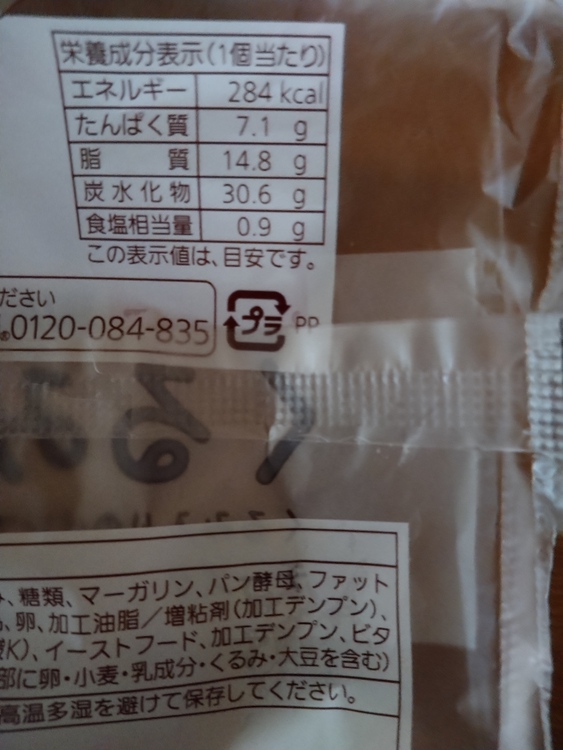 栄養成分表示(1個当たり)
エネルギー 284 kcal
たんぱく質 7.1 g
脂 質 14.8 g
炭水化物 30.6 g
食塩相当量 0.9 g
この表示値は、目安です。
ださい
0120-084-835
プラ PP
くるみ
、糖類、マーガリン、パン酵母、ファット
、卵、加工油脂/増粘剤(加工デンプン)、
K)、イーストフード、加工デンプン、ビタ
部に卵・小麦・乳成分・くるみ・大豆を含む)
高温多湿を避けて保存してください。